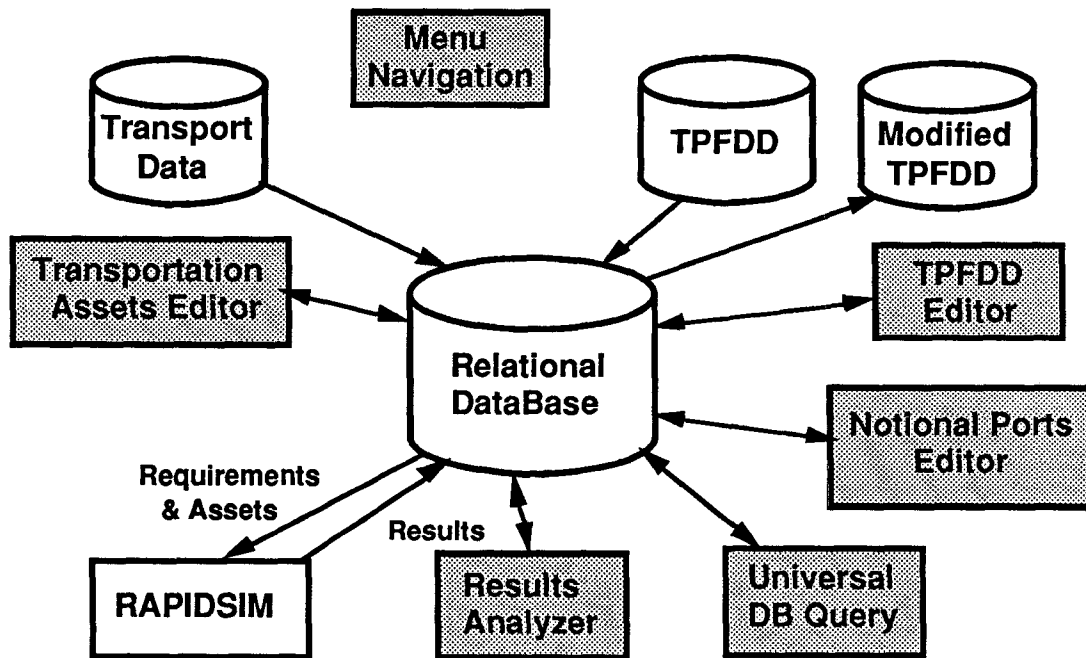 Menu
Navigation
Transport
Data
TPFDD
Modified
TPFDD
Transportation
Assets Editor
TPFDD
Editor
Relational
DataBase
Notional Ports
Editor
Requirements
& Assets
Results
RAPIDSIM
Results
Analyzer
Universal
DB Query